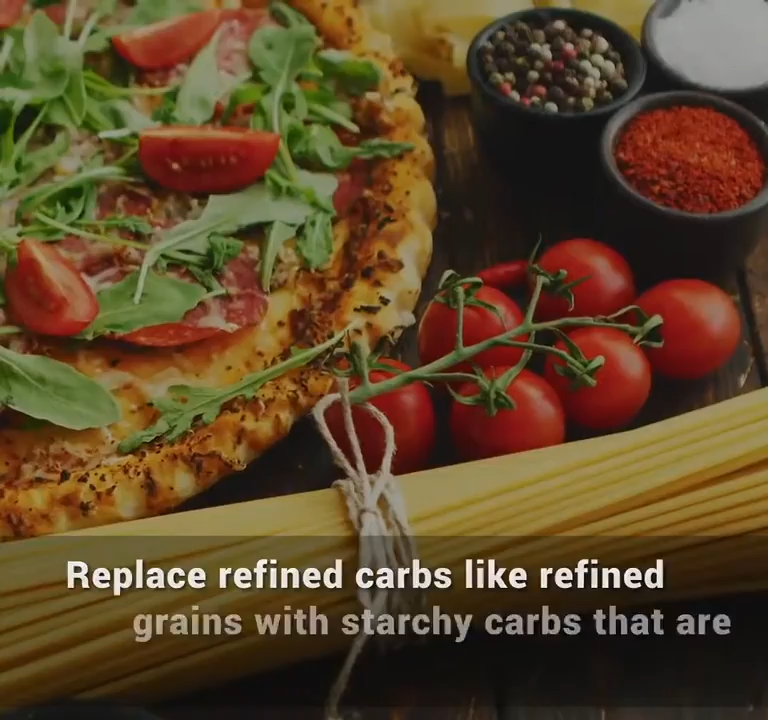 Replace refined carbs like refined
grains with starchy carbs that are